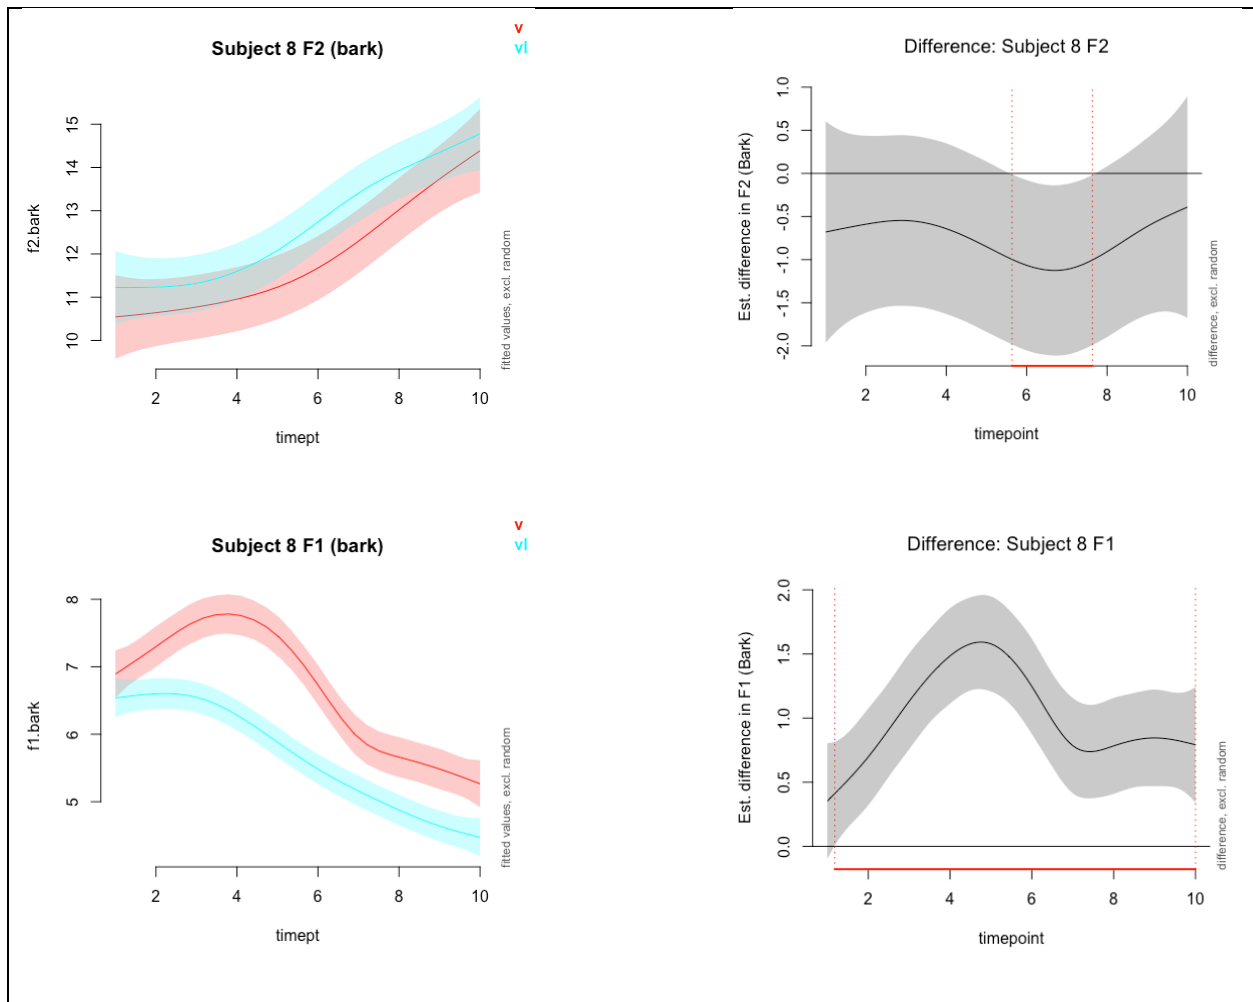 Subject 8 F2 (bark)
v
vl
f2.bark
10
11
12
13
14
15
2
4
6
8
10
timept
fitted values, excl. random
Difference: Subject 8 F2
Est. difference in F2 (Bark)
-2.0
-1.5
-1.0
-0.5
0.0
0.5
1.0
2
4
6
8
10
timepoint
difference, excl. random
Subject 8 F1 (bark)
v
vl
f1.bark
5
6
7
8
2
4
6
8
10
timept
fitted values, excl. random
Difference: Subject 8 F1
Est. difference in F1 (Bark)
0.0
0.5
1.0
1.5
2.0
2
4
6
8
10
timepoint
difference, excl. random